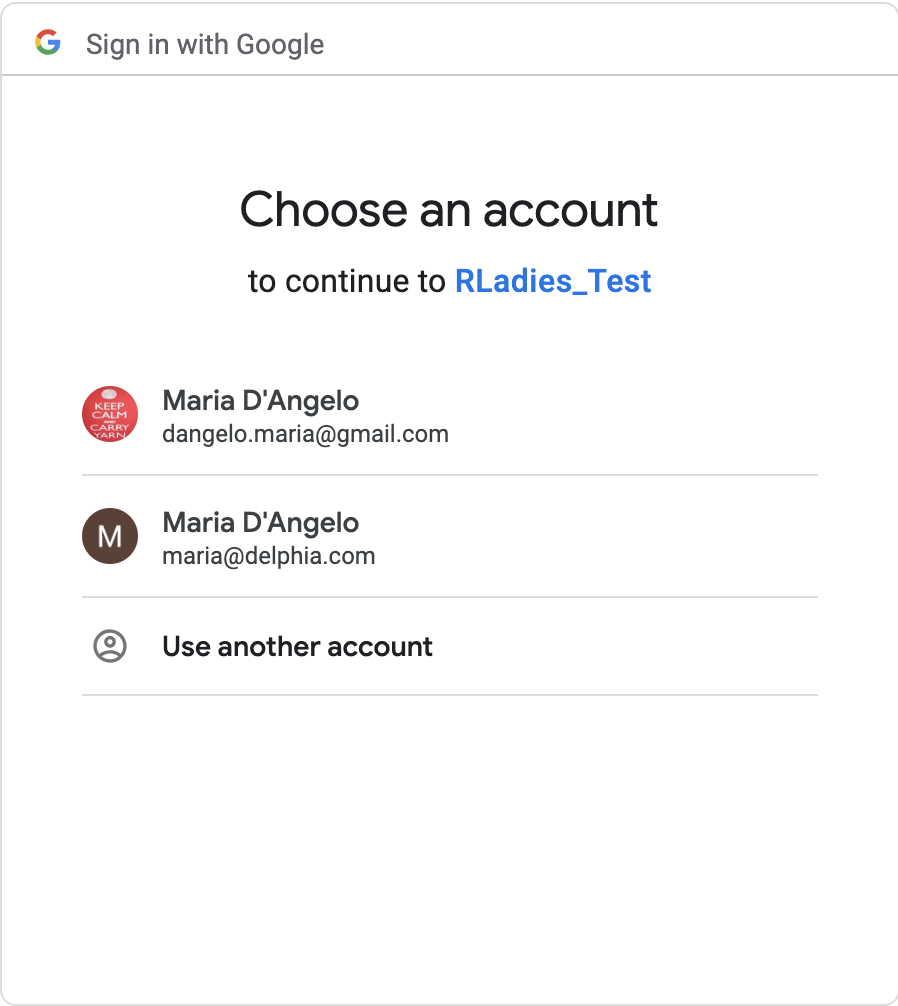 Sign in with Google
Choose an account
to continue to RLadies_Test
KEEP
CALM
AND
CARRY
YARN
Maria D'Angelo
dangelo.maria@gmail.com
M
Maria D'Angelo
maria@delphia.com
Use another account